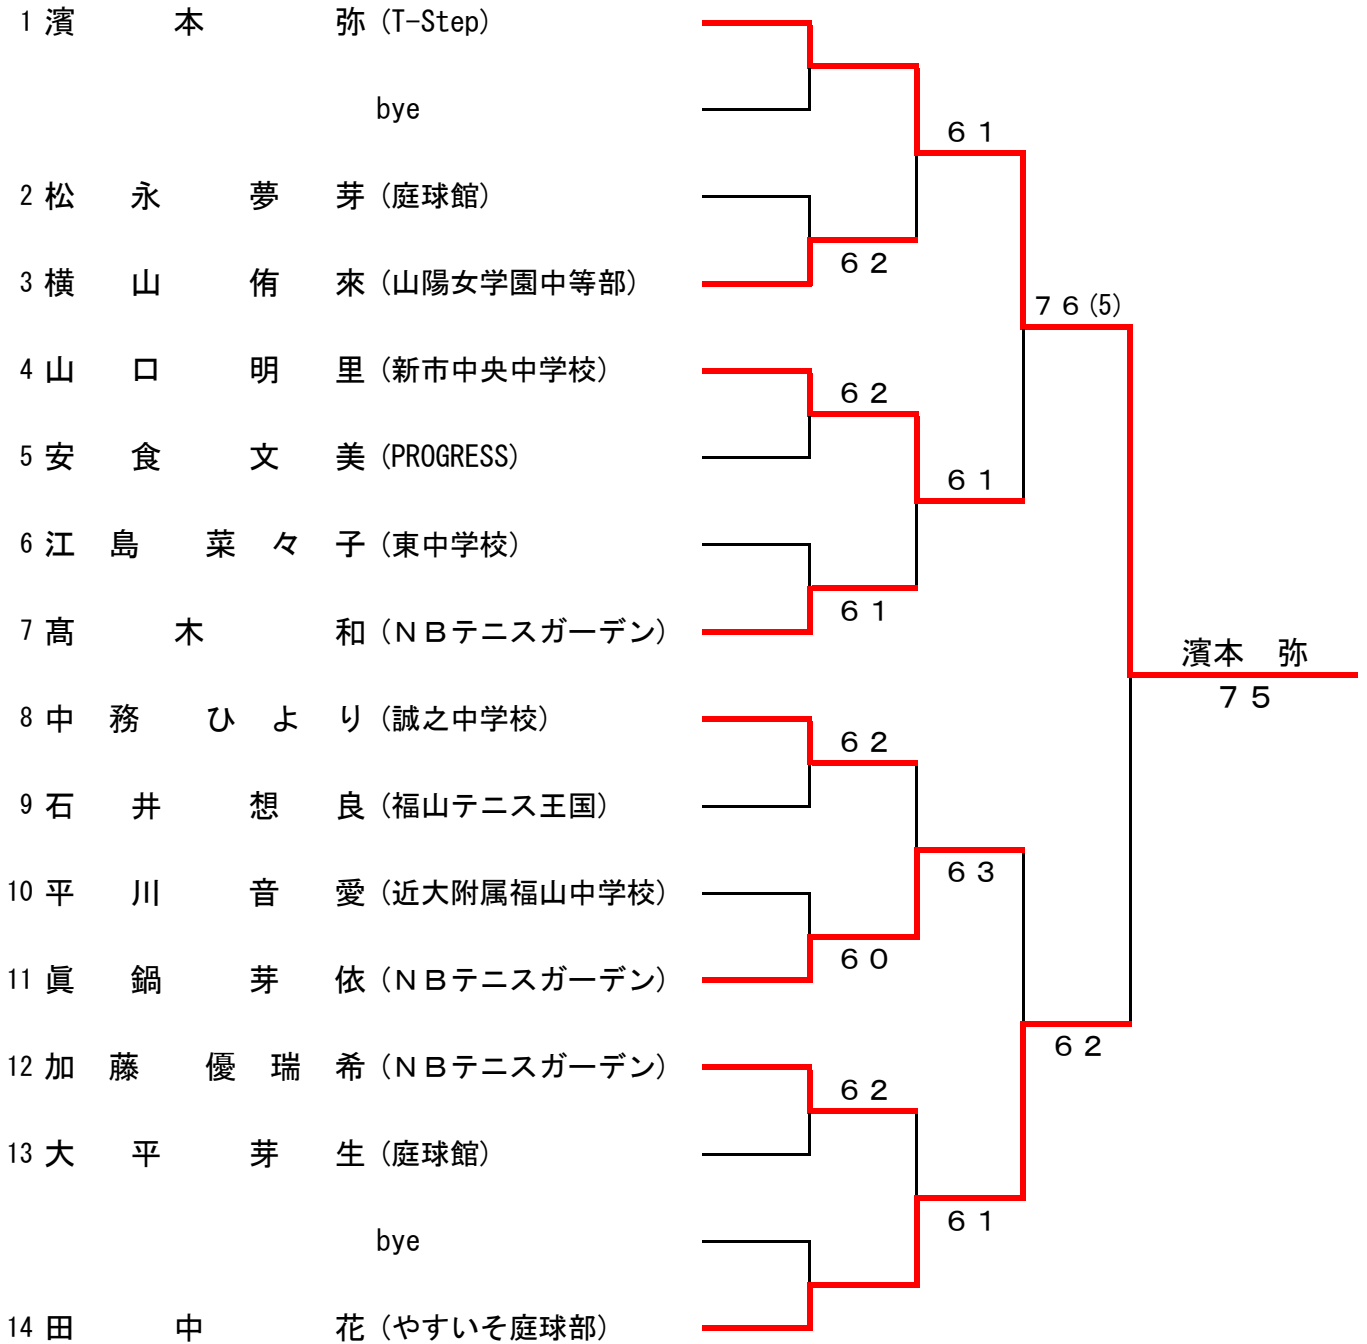 1 濱本弥 (T-Step)
bye
61
2 松永夢芽 (庭球館)
62
3 横山侑來 (山陽女学園中等部)
76(5)
4 山口明里 (新市中央中学校)
62
5 安食文美 (PROGRESS)
61
6 江島菜々子 (東中学校)
61
7 髙木和 (NBテニスガーデン)
濱本 弥
75
8 中務ひより (誠之中学校)
62
9 石井想良 (福山テニス王国)
63
10 平川音愛 (近大附属福山中学校)
60
11 眞鍋芽依 (NBテニスガーデン)
62
12 加藤優瑞希 (NBテニスガーデン)
62
13 大平芽生 (庭球館)
61
bye
14 田中花 (やすいそ庭球部)